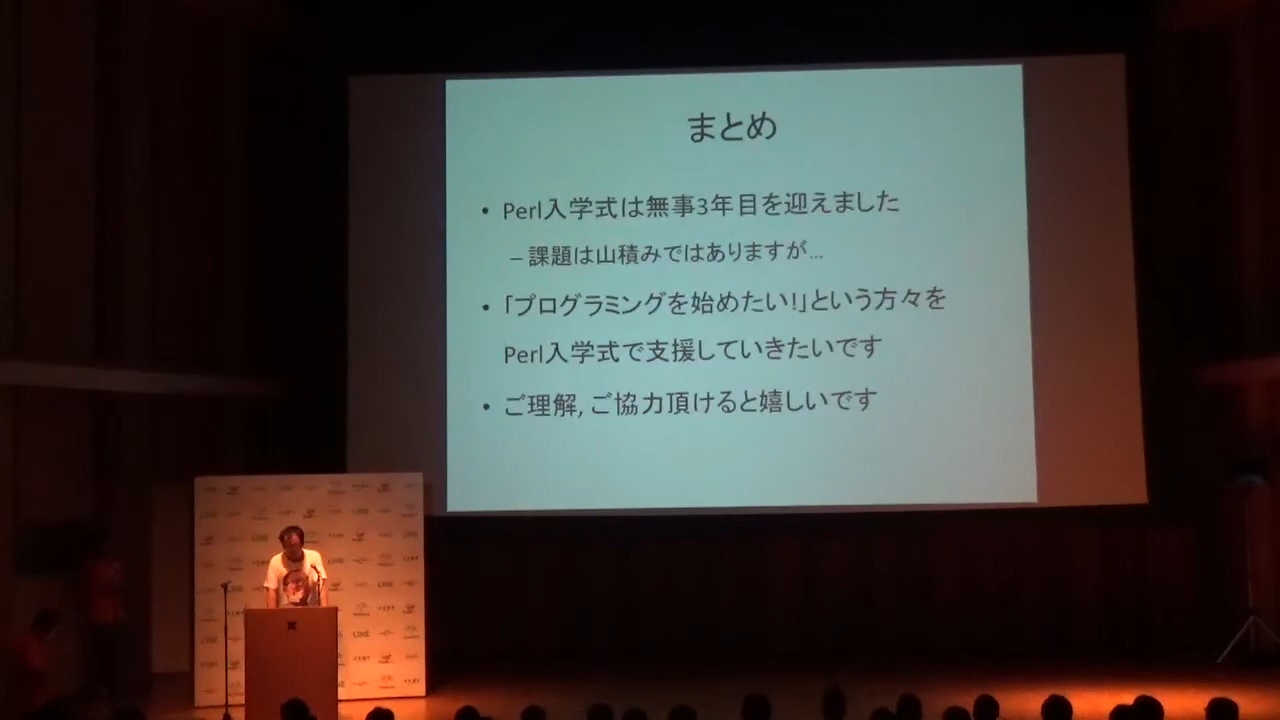 まとめ
• Perl入学式は無事3年目を迎えました
– 課題は山積みではありますが...
• 「プログラミングを始めたい!」という方々を
Perl入学式で支援していきたいです
• ご理解, ご協力頂けると嬉しいです
LINE
LINE
LINE
LINE